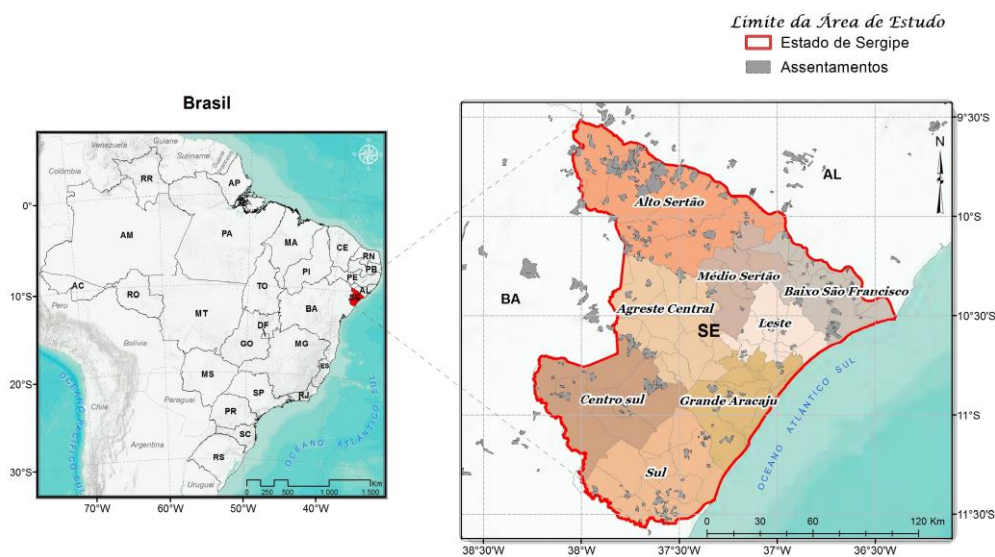 Limite da Área de Estudo
Estado de Sergipe
Assentamentos
Brasil
Venezuela
Guiane
Suriname
Colômbia
RR
AP
0°
AM
PA
MA
CE
RN
PB
PI
PE
AL
AC
RO
TO
BA
10°S
Peru
MT
DF
Bolívia
GO
MG
ES
MS
20°S
SP
RJ
Paraguai
PR
Chile
SC
Argentina
RS
30°S
Uruguai
OCEANO PACÍFICO SUL
OCEANO ATLÂNTICO SUL
0 250 500 1.000 1.500
Km
70°W 60°W 50°W 40°W
9°30'S
N
AL
Alto Sertão
10°S
Médio Sertão
Baixo São Francisco
BA
Agreste Central
Leste
10°30'S
SE
Centro sul
Grande Aracaju
11°S
OCEANO ATLÂNTICO SUL
Sul
11°30'S
0 30 60 120 Km
38°30'W 38°W 37°30'W 37°W 36°30'W